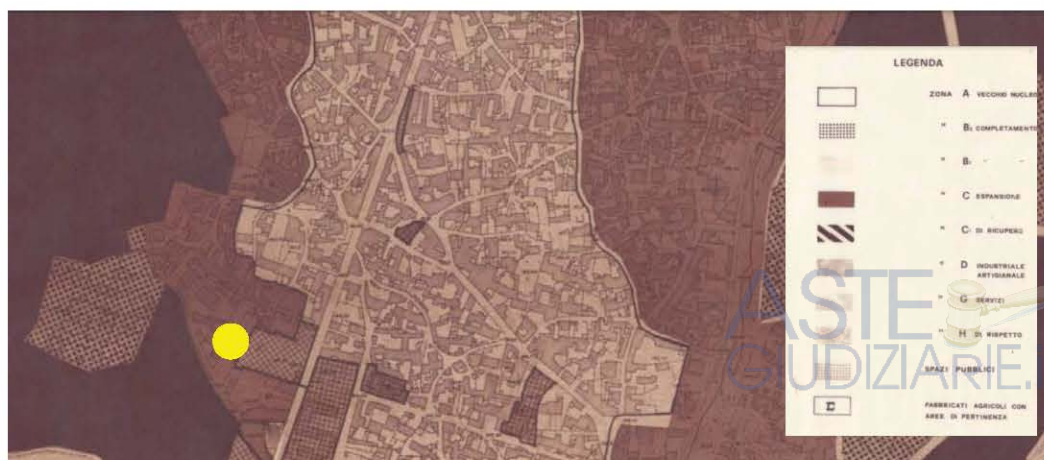 LEGENDA
ZONA A VECCHIO NUCLEO
" B₁ COMPLETAMENTO
" B₂ " "
" C ESPANSIONE
" C₁ DI RICUPERO
" D INDUSTRIALE
ARTIGIANALE
" G SERVIZI
" H DI RISPETTO
SPAZI PUBBLICI
E FABBRICATI AGRICOLI CON
AREE DI PERTINENZA
ASTE
GIUDIZIARIE.